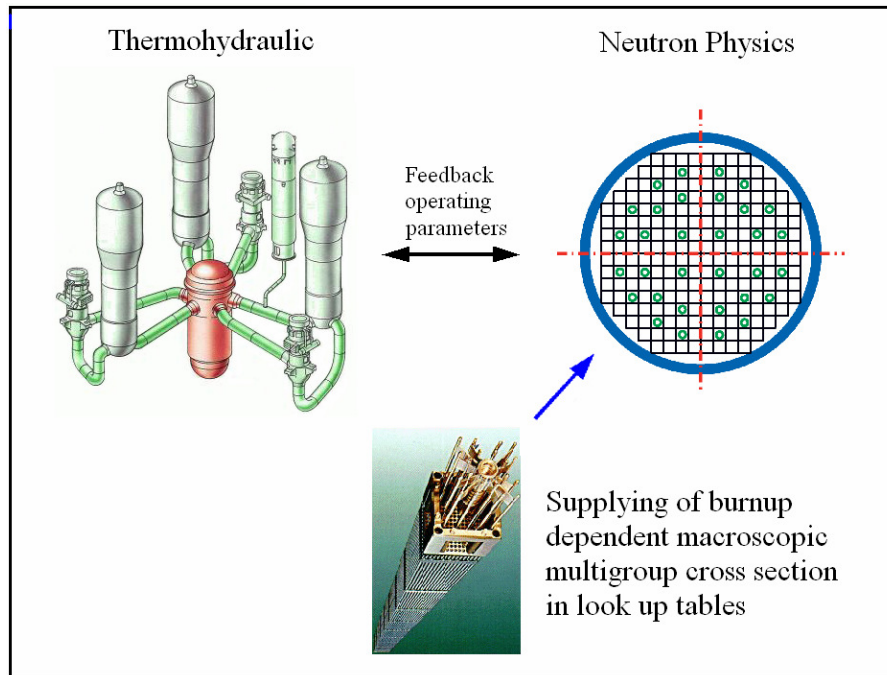 Thermohydraulic
Neutron Physics
Feedback
operating
parameters
Supplying of burnup
dependent macroscopic
multigroup cross section
in look up tables